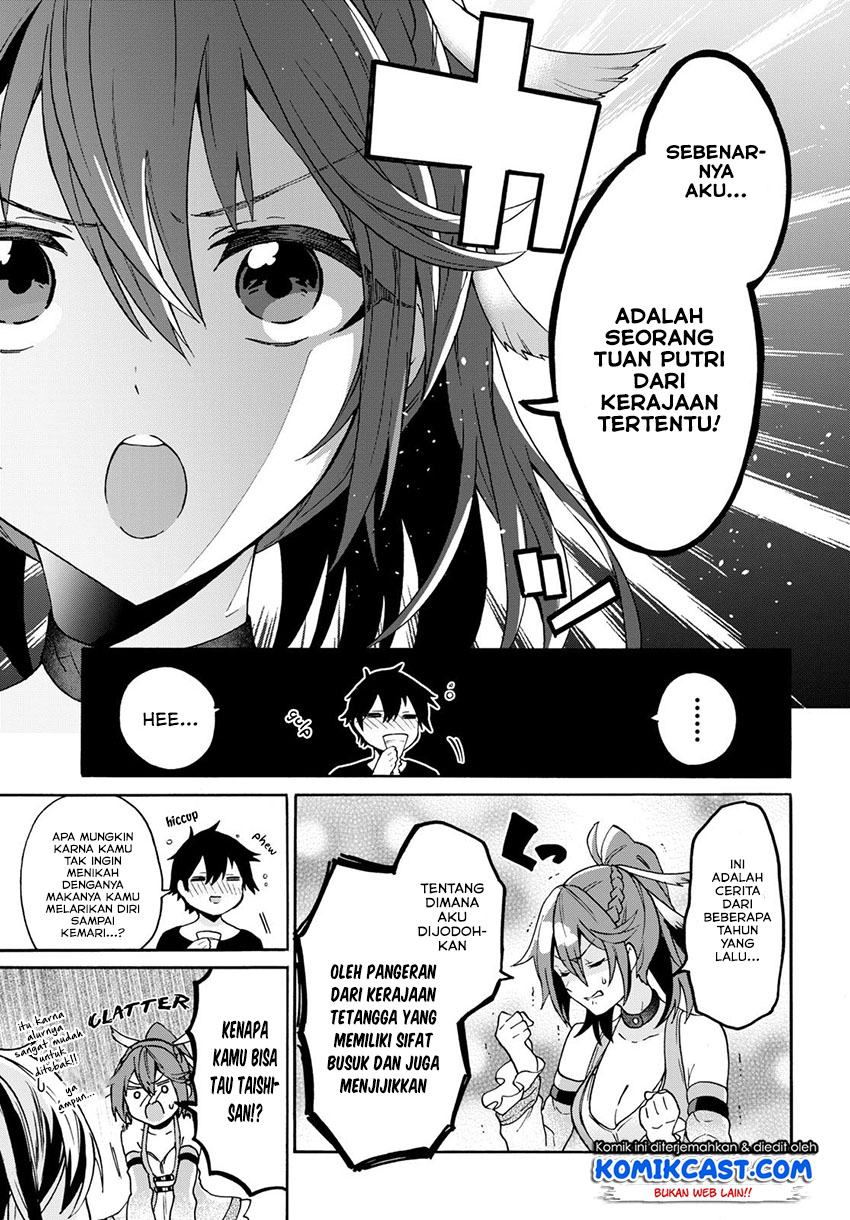 SEBENAR-
NYA
AKU...
ADALAH
SEORANG
TUAN PUTRI
DARI
KERAJAAN
TERTENTU!
......
gulp
HEE...
INI
ADALAH
CERITA
DARI
BEBERAPA
TAHUN
YANG
LALU...
TENTANG
DIMANA
AKU
DIJODOH-
KAN
OLEH PANGERAN
DARI KERAJAAN
TETANGGA YANG
MEMILIKI SIFAT
BUSUK DAN JUGA
MENJIJIKKAN
hiccup
phew
APA MUNGKIN
KARNA KAMU
TAK INGIN
MENIKAH
DENGANYA
MAKANYA KAMU
MELARIKAN DIRI
SAMPAI
KEMARI...?
CLATTER
KENAPA
KAMU BISA
TAU TAISHI-
SAN!?
itu karna
alurnya
sangat mudah
untuk
ditebak!!
ya
ampun...
Komik ini diterjemahkan & diedit oleh
KOMIKCAST.COM
BUKAN WEB LAIN!!